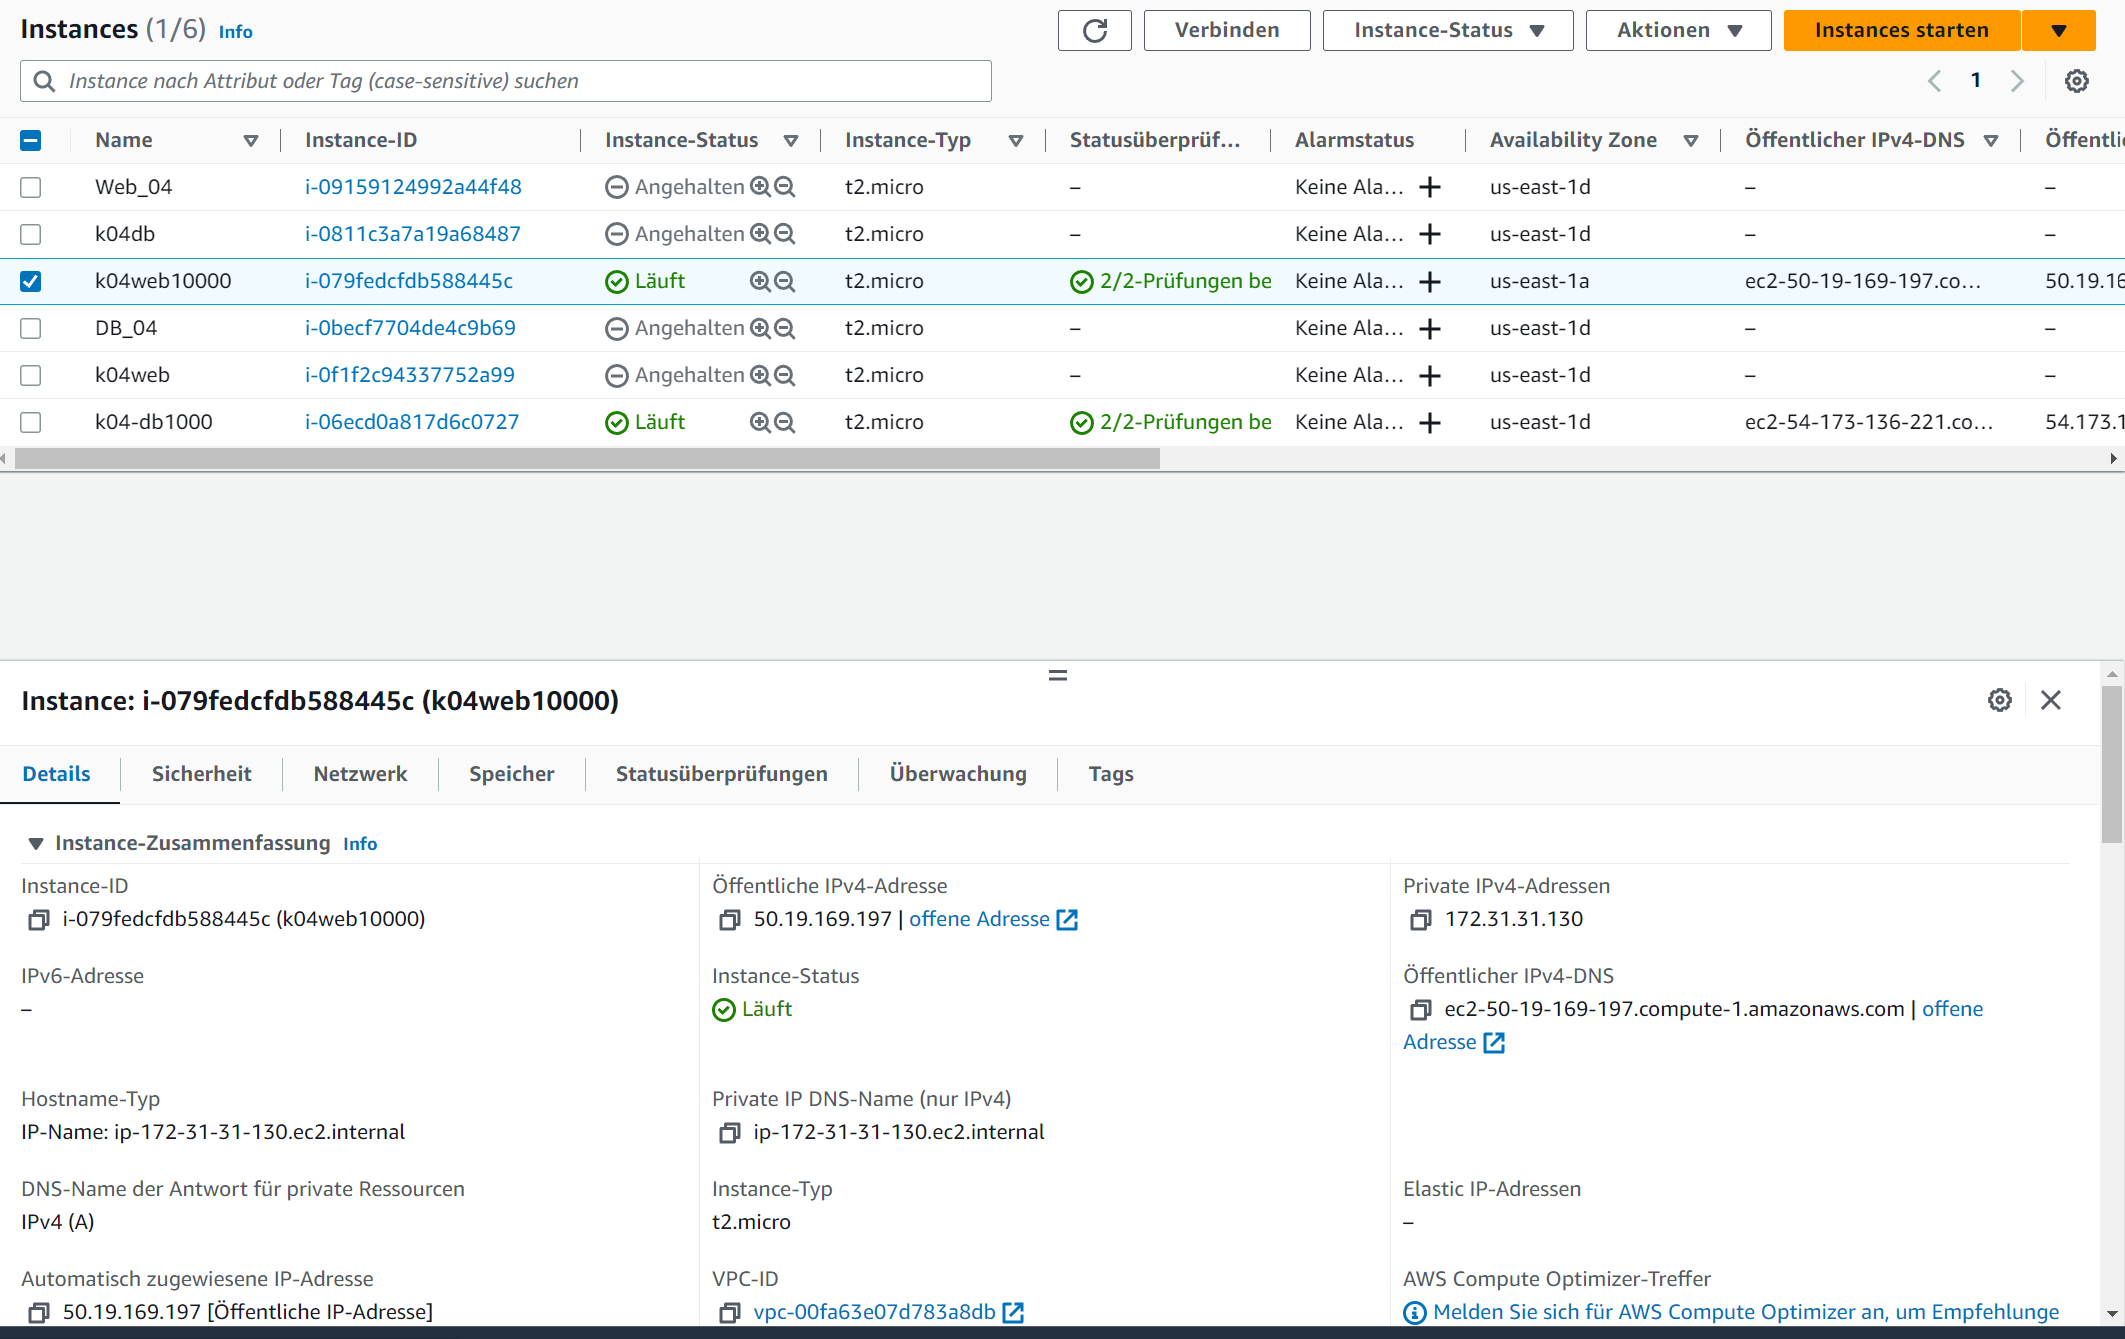 Instances (1/6) Info
Verbinden
Instance-Status
Aktionen
Instances starten
Instance nach Attribut oder Tag (case-sensitive) suchen
1
Name Instance-ID Instance-Status Instance-Typ Statusüberprüf... Alarmstatus Availability Zone Öffentlicher IPv4-DNS Öffentli
Web_04 i-09159124992a44f48 Angehalten t2.micro – Keine Ala... us-east-1d – –
k04db i-0811c3a7a19a68487 Angehalten t2.micro – Keine Ala... us-east-1d – –
k04web10000 i-079fedcfdb588445c Läuft t2.micro 2/2-Prüfungen be Keine Ala... us-east-1a ec2-50-19-169-197.co... 50.19.16
DB_04 i-0becf7704de4c9b69 Angehalten t2.micro – Keine Ala... us-east-1d – –
k04web i-0f1f2c94337752a99 Angehalten t2.micro – Keine Ala... us-east-1d – –
k04-db1000 i-06ecd0a817d6c0727 Läuft t2.micro 2/2-Prüfungen be Keine Ala... us-east-1d ec2-54-173-136-221.co... 54.173.1
Instance: i-079fedcfdb588445c (k04web10000)
Details Sicherheit Netzwerk Speicher Statusüberprüfungen Überwachung Tags
Instance-Zusammenfassung Info
Instance-ID
i-079fedcfdb588445c (k04web10000)
Öffentliche IPv4-Adresse
50.19.169.197 | offene Adresse
Private IPv4-Adressen
172.31.31.130
IPv6-Adresse
–
Instance-Status
Läuft
Öffentlicher IPv4-DNS
ec2-50-19-169-197.compute-1.amazonaws.com | offene
Adresse
Hostname-Typ
IP-Name: ip-172-31-31-130.ec2.internal
Private IP DNS-Name (nur IPv4)
ip-172-31-31-130.ec2.internal
DNS-Name der Antwort für private Ressourcen
IPv4 (A)
Instance-Typ
t2.micro
Elastic IP-Adressen
–
Automatisch zugewiesene IP-Adresse
50.19.169.197 [Öffentliche IP-Adresse]
VPC-ID
vpc-00fa63e07d783a8db
AWS Compute Optimizer-Treffer
Melden Sie sich für AWS Compute Optimizer an, um Empfehlunge